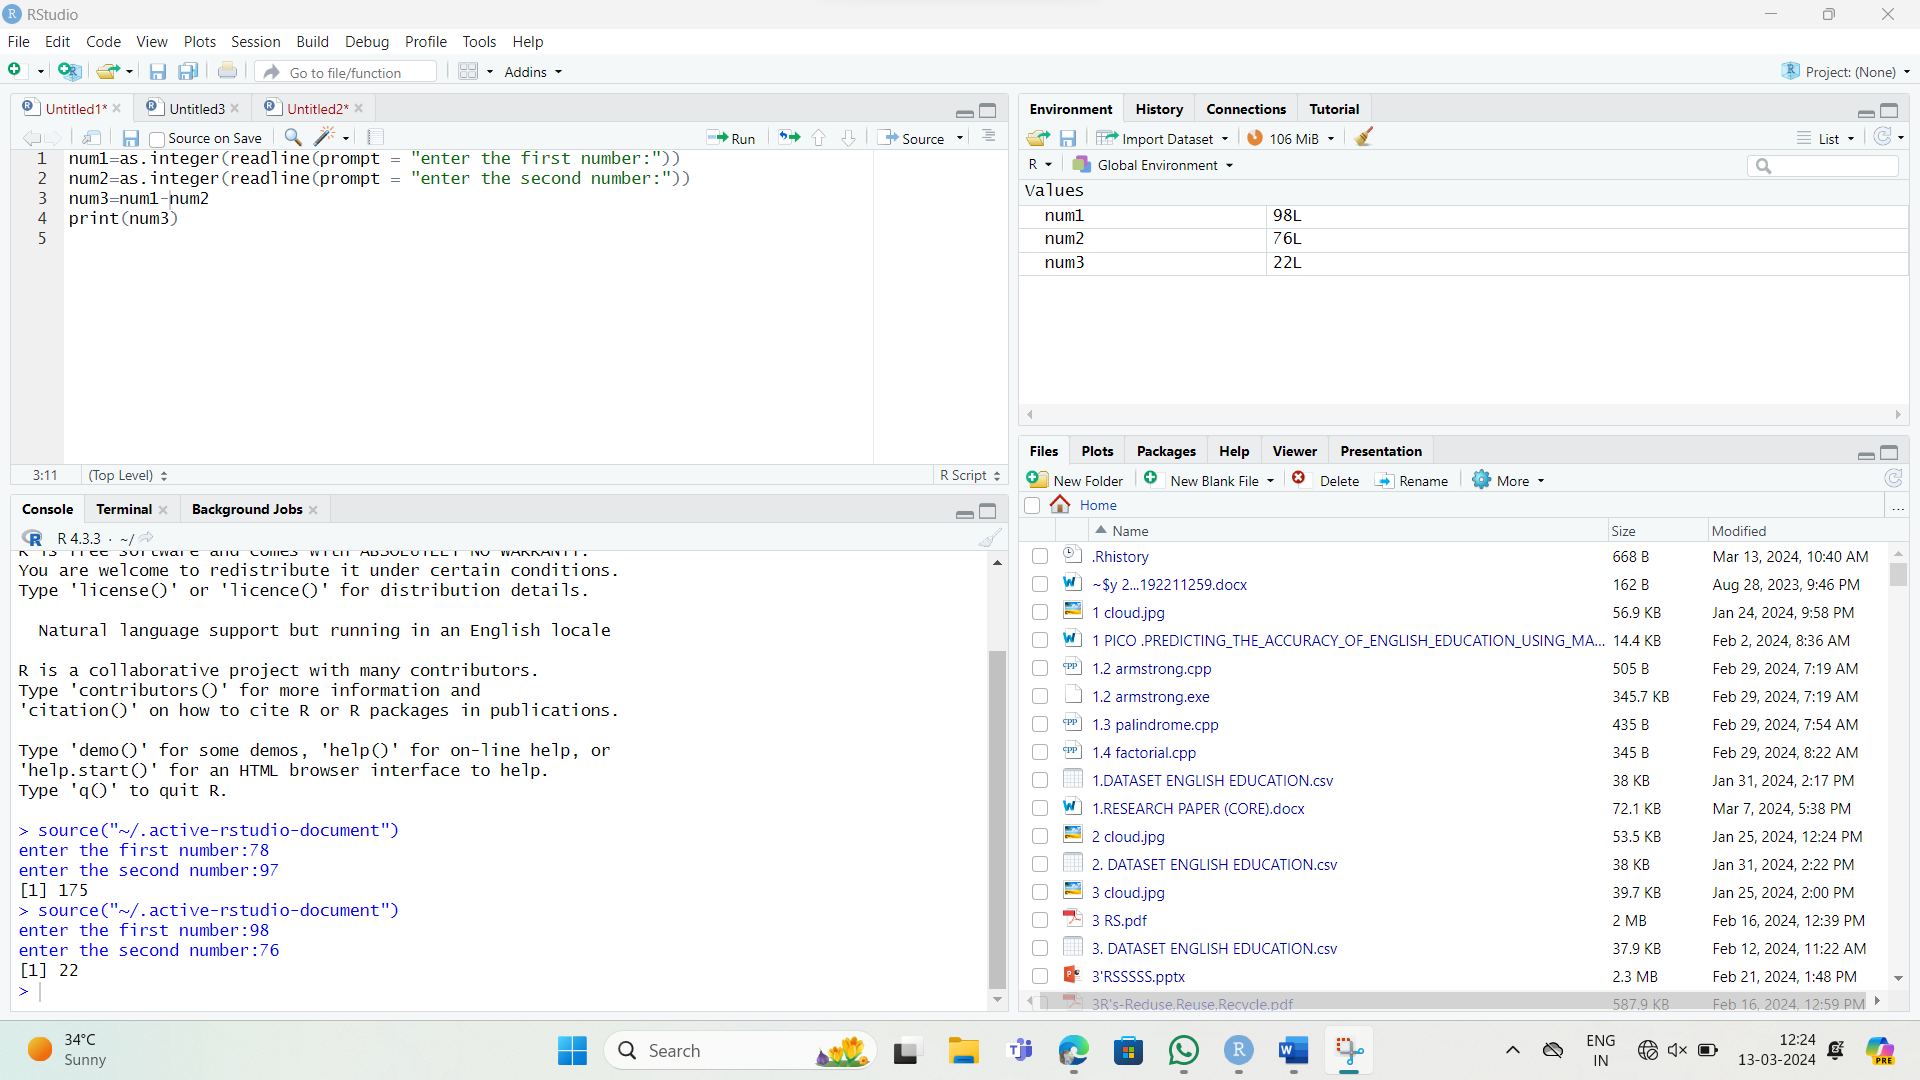 RStudio
File Edit Code View Plots Session Build Debug Profile Tools Help
Go to file/function Addins Project: (None)
Untitled1* Untitled3 Untitled2*
Source on Save Run Source
1 num1=as.integer(readline(prompt = "enter the first number:"))
2 num2=as.integer(readline(prompt = "enter the second number:"))
3 num3=num1-num2
4 print(num3)
5
3:11 (Top Level) R Script
Console Terminal Background Jobs
R 4.3.3 · ~/
R is free software and comes with ABSOLUTELY NO WARRANTY.
You are welcome to redistribute it under certain conditions.
Type 'license()' or 'licence()' for distribution details.
Natural language support but running in an English locale
R is a collaborative project with many contributors.
Type 'contributors()' for more information and
'citation()' on how to cite R or R packages in publications.
Type 'demo()' for some demos, 'help()' for on-line help, or
'help.start()' for an HTML browser interface to help.
Type 'q()' to quit R.
> source("~/.active-rstudio-document")
enter the first number:78
enter the second number:97
[1] 175
> source("~/.active-rstudio-document")
enter the first number:98
enter the second number:76
[1] 22
>
Environment History Connections Tutorial
Import Dataset 106 MiB List
R Global Environment
Values
num1 98L
num2 76L
num3 22L
Files Plots Packages Help Viewer Presentation
New Folder New Blank File Delete Rename More
Home ...
Name Size Modified
.Rhistory 668 B Mar 13, 2024, 10:40 AM
~$y 2...192211259.docx 162 B Aug 28, 2023, 9:46 PM
1 cloud.jpg 56.9 KB Jan 24, 2024, 9:58 PM
1 PICO .PREDICTING_THE_ACCURACY_OF_ENGLISH_EDUCATION_USING_MA... 14.4 KB Feb 2, 2024, 8:36 AM
1.2 armstrong.cpp 505 B Feb 29, 2024, 7:19 AM
1.2 armstrong.exe 345.7 KB Feb 29, 2024, 7:19 AM
1.3 palindrome.cpp 435 B Feb 29, 2024, 7:54 AM
1.4 factorial.cpp 345 B Feb 29, 2024, 8:22 AM
1.DATASET ENGLISH EDUCATION.csv 38 KB Jan 31, 2024, 2:17 PM
1.RESEARCH PAPER (CORE).docx 72.1 KB Mar 7, 2024, 5:38 PM
2 cloud.jpg 53.5 KB Jan 25, 2024, 12:24 PM
2. DATASET ENGLISH EDUCATION.csv 38 KB Jan 31, 2024, 2:22 PM
3 cloud.jpg 39.7 KB Jan 25, 2024, 2:00 PM
3 RS.pdf 2 MB Feb 16, 2024, 12:39 PM
3. DATASET ENGLISH EDUCATION.csv 37.9 KB Feb 12, 2024, 11:22 AM
3'RSSSSS.pptx 2.3 MB Feb 21, 2024, 1:48 PM
3R's-Reduse,Reuse,Recycle.pdf 587.9 KB Feb 16, 2024, 12:59 PM
34°C
Sunny
Search
ENG
IN
12:24
13-03-2024
PRE